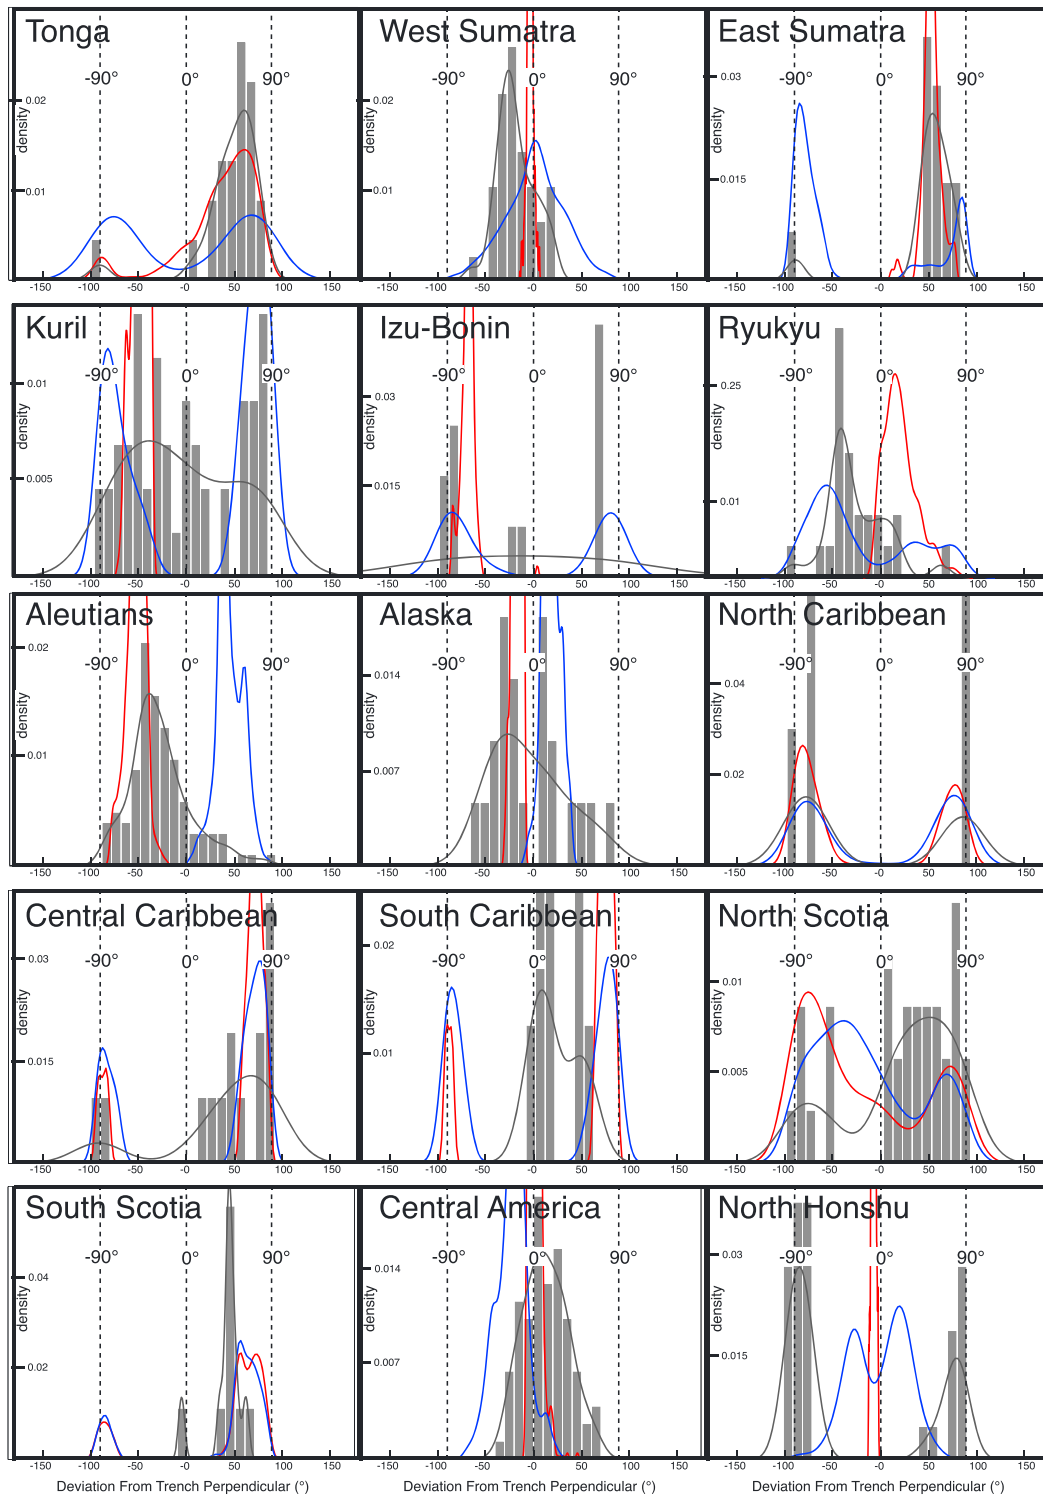 Tonga
-90° 0° 90°
0.02
0.01
density
-150 -100 -50 -0 50 100 150
West Sumatra
-90° 0° 90°
0.02
0.01
density
-150 -100 -50 -0 50 100 150
East Sumatra
-90° 0° 90°
0.03
0.015
density
-150 -100 -50 -0 50 100 150
Kuril
-90° 0° 90°
0.01
0.005
density
-150 -100 -50 -0 50 100 150
Izu-Bonin
-90° 0° 90°
0.03
0.015
density
-150 -100 -50 -0 50 100 150
Ryukyu
-90° 0° 90°
0.25
0.01
density
-150 -100 -50 -0 50 100 150
Aleutians
-90° 0° 90°
0.02
0.01
density
-150 -100 -50 -0 50 100 150
Alaska
-90° 0° 90°
0.014
0.007
density
-150 -100 -50 -0 50 100 150
North Caribbean
-90° 0° 90°
0.04
0.02
density
-150 -100 -50 -0 50 100 150
Central Caribbean
-90° 0° 90°
0.03
0.015
density
-150 -100 -50 -0 50 100 150
South Caribbean
-90° 0° 90°
0.02
0.01
density
-150 -100 -50 -0 50 100 150
North Scotia
-90° 0° 90°
0.01
0.005
density
-150 -100 -50 -0 50 100 150
South Scotia
-90° 0° 90°
0.04
0.02
density
-150 -100 -50 -0 50 100 150
Deviation From Trench Perpendicular (°)
Central America
-90° 0° 90°
0.014
0.007
density
-150 -100 -50 -0 50 100 150
Deviation From Trench Perpendicular (°)
North Honshu
-90° 0° 90°
0.03
0.015
density
-150 -100 -50 -0 50 100 150
Deviation From Trench Perpendicular (°)